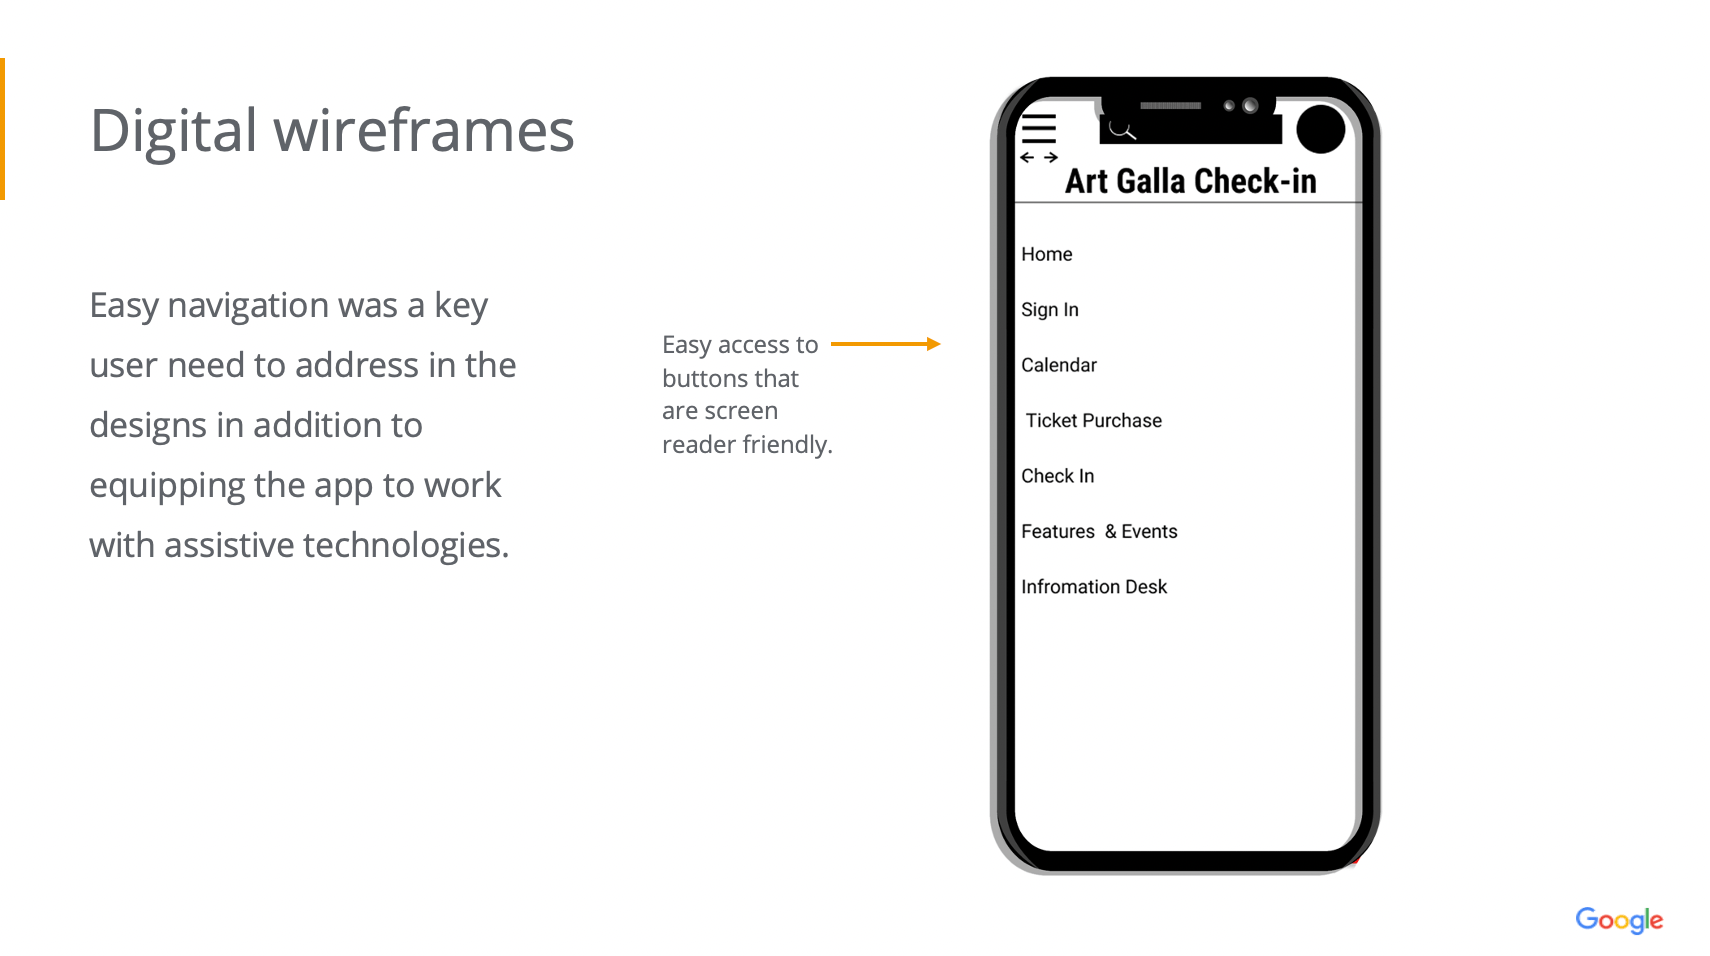 Digital wireframes
Easy navigation was a key
user need to address in the
designs in addition to
equipping the app to work
with assistive technologies.
Easy access to
buttons that
are screen
reader friendly.
Art Galla Check-in
Home
Sign In
Calendar
Ticket Purchase
Check In
Features & Events
Infromation Desk
Google